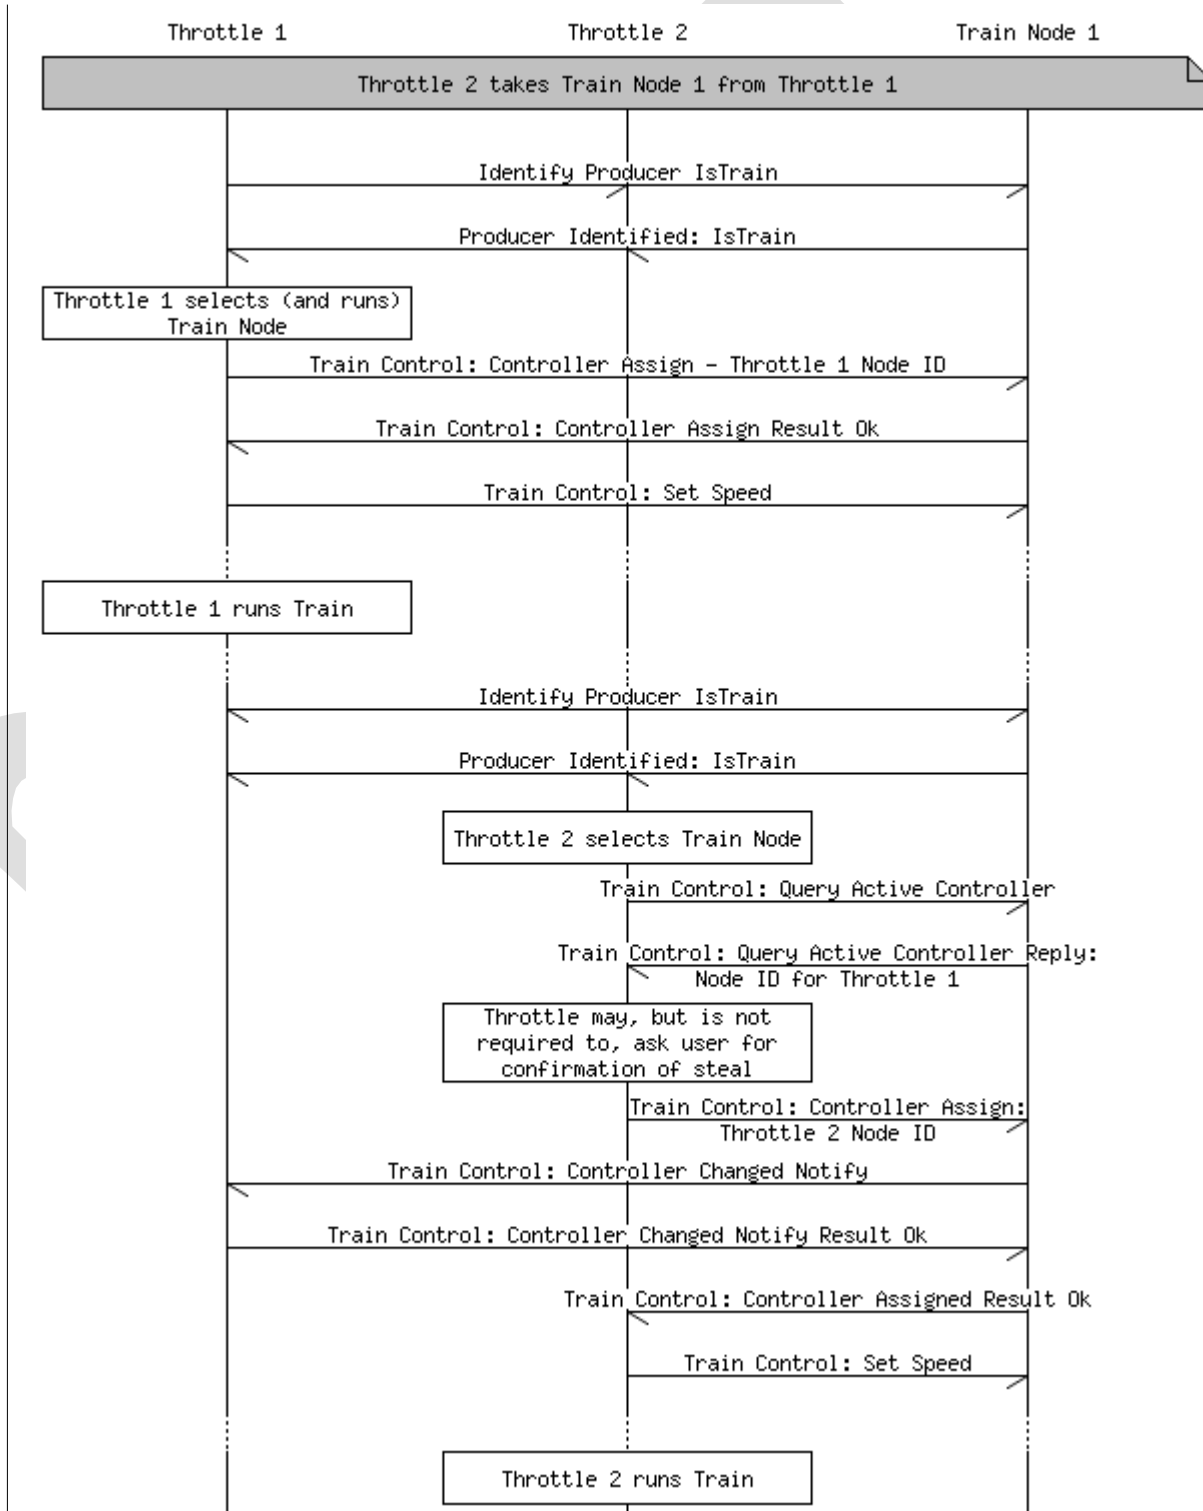 Throttle 1 Throttle 2 Train Node 1
Throttle 2 takes Train Node 1 from Throttle 1
Identify Producer IsTrain
Producer Identified: IsTrain
Throttle 1 selects (and runs)
Train Node
Train Control: Controller Assign - Throttle 1 Node ID
Train Control: Controller Assign Result Ok
Train Control: Set Speed
Throttle 1 runs Train
Identify Producer IsTrain
Producer Identified: IsTrain
Throttle 2 selects Train Node
Train Control: Query Active Controller
Train Control: Query Active Controller Reply:
Node ID for Throttle 1
Throttle may, but is not
required to, ask user for
confirmation of steal
Train Control: Controller Assign:
Throttle 2 Node ID
Train Control: Controller Changed Notify
Train Control: Controller Changed Notify Result Ok
Train Control: Controller Assigned Result Ok
Train Control: Set Speed
Throttle 2 runs Train